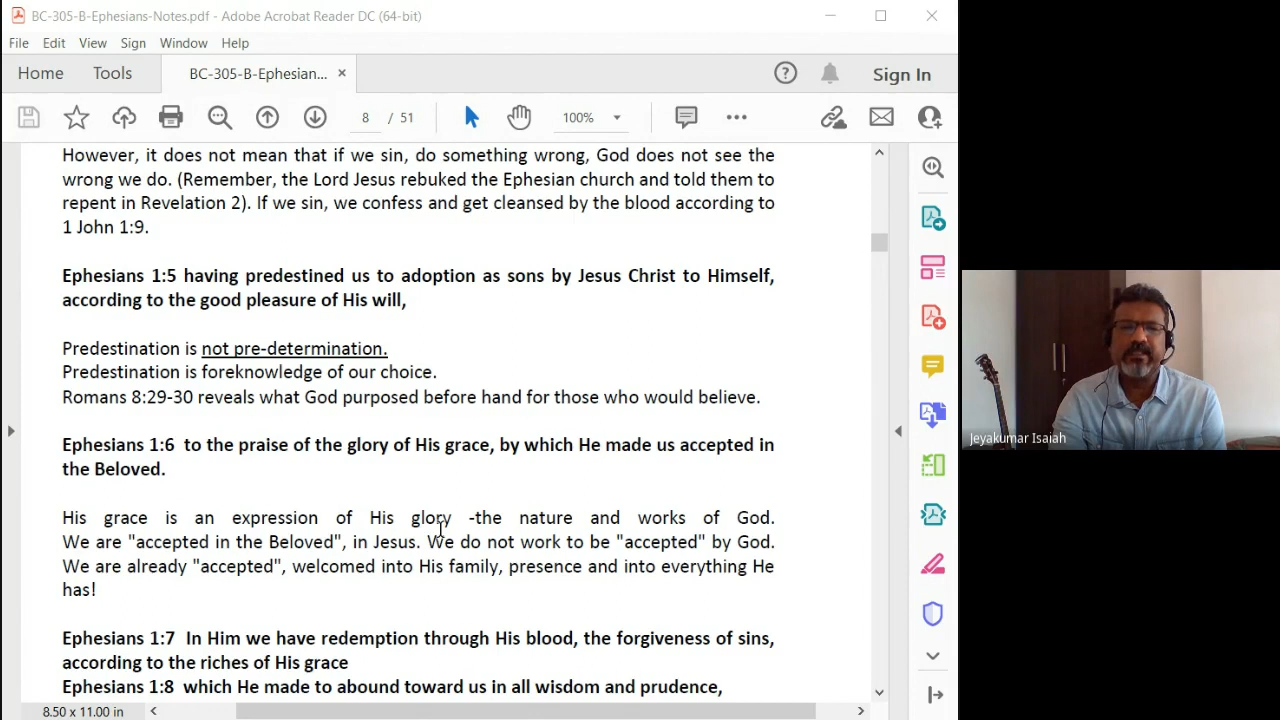 BC-305-B-Ephesians-Notes.pdf - Adobe Acrobat Reader DC (64-bit)
File Edit View Sign Window Help
Home Tools BC-305-B-Ephesian... Sign In
8 / 51 100%
However, it does not mean that if we sin, do something wrong, God does not see the
wrong we do. (Remember, the Lord Jesus rebuked the Ephesian church and told them to
repent in Revelation 2). If we sin, we confess and get cleansed by the blood according to
1 John 1:9.
Ephesians 1:5 having predestined us to adoption as sons by Jesus Christ to Himself,
according to the good pleasure of His will,
Predestination is not pre-determination.
Predestination is foreknowledge of our choice.
Romans 8:29-30 reveals what God purposed before hand for those who would believe.
Ephesians 1:6 to the praise of the glory of His grace, by which He made us accepted in
the Beloved.
His grace is an expression of His glory -the nature and works of God.
We are "accepted in the Beloved", in Jesus. We do not work to be "accepted" by God.
We are already "accepted", welcomed into His family, presence and into everything He
has!
Ephesians 1:7 In Him we have redemption through His blood, the forgiveness of sins,
according to the riches of His grace
Ephesians 1:8 which He made to abound toward us in all wisdom and prudence,
8.50 x 11.00 in
Jeyakumar Isaiah